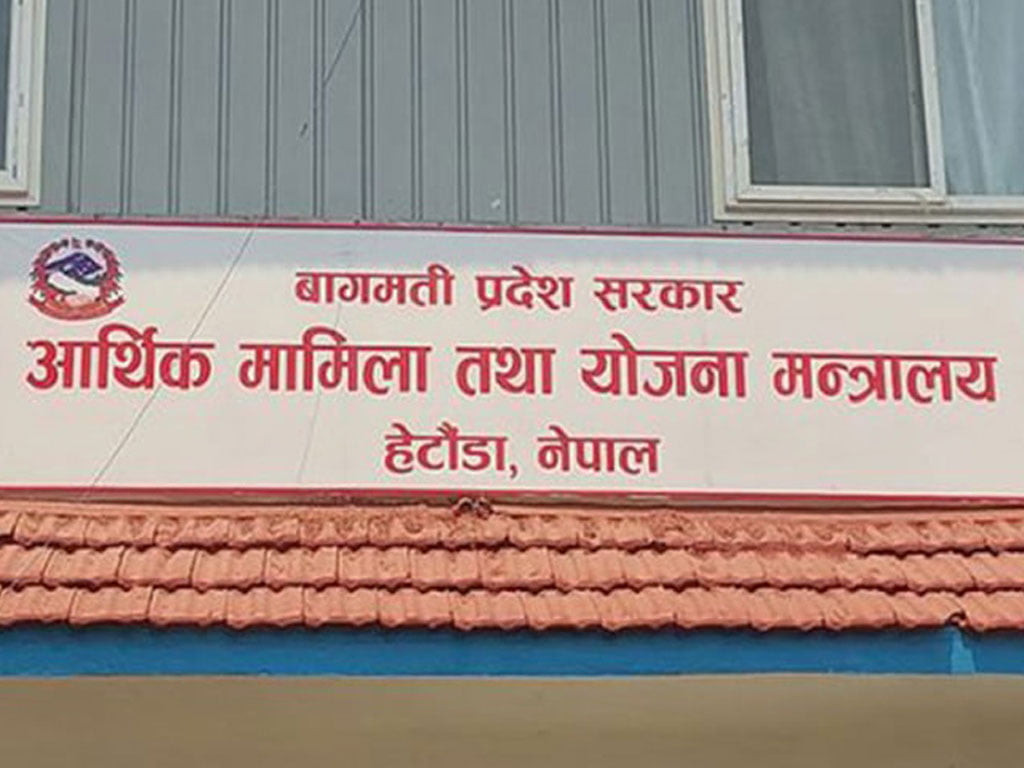 बागमती प्रदेश सरकार
आर्थिक मामिला तथा योजना मन्त्रालय
हेटौंडा, नेपाल